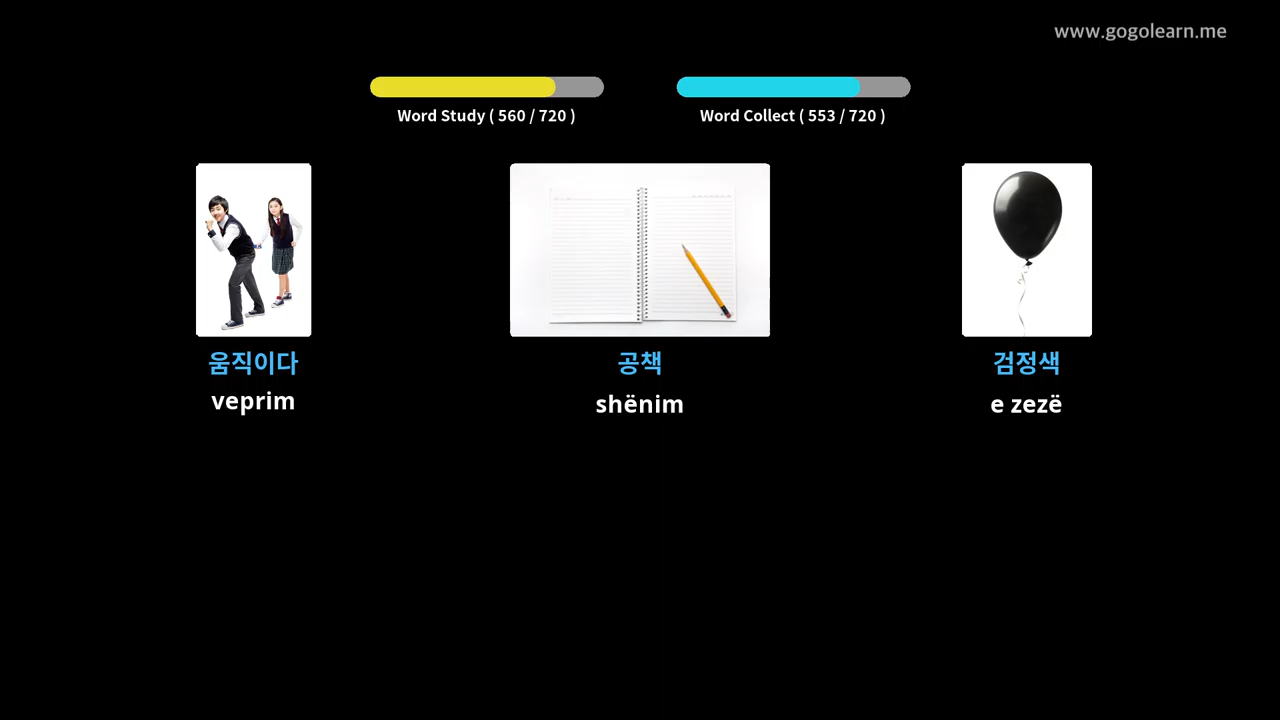 www.gogolearn.me
Word Study ( 560 / 720 )
Word Collect ( 553 / 720 )
움직이다
공책
검정색
veprim
shënim
e zezë